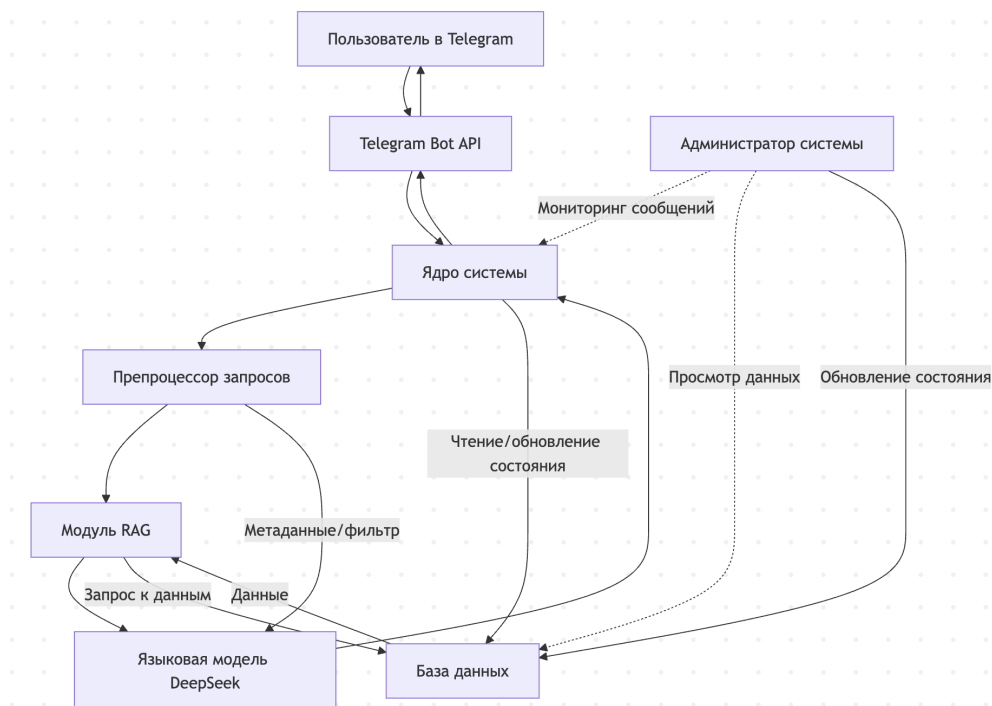 Пользователь в Telegram
Telegram Bot API
Администратор системы
Мониторинг сообщений
Ядро системы
Препроцессор запросов
Просмотр данных
Обновление состояния
Чтение/обновление
состояния
Модуль RAG
Метаданные/фильтр
Запрос к данным
Данные
Языковая модель
DeepSeek
База данных